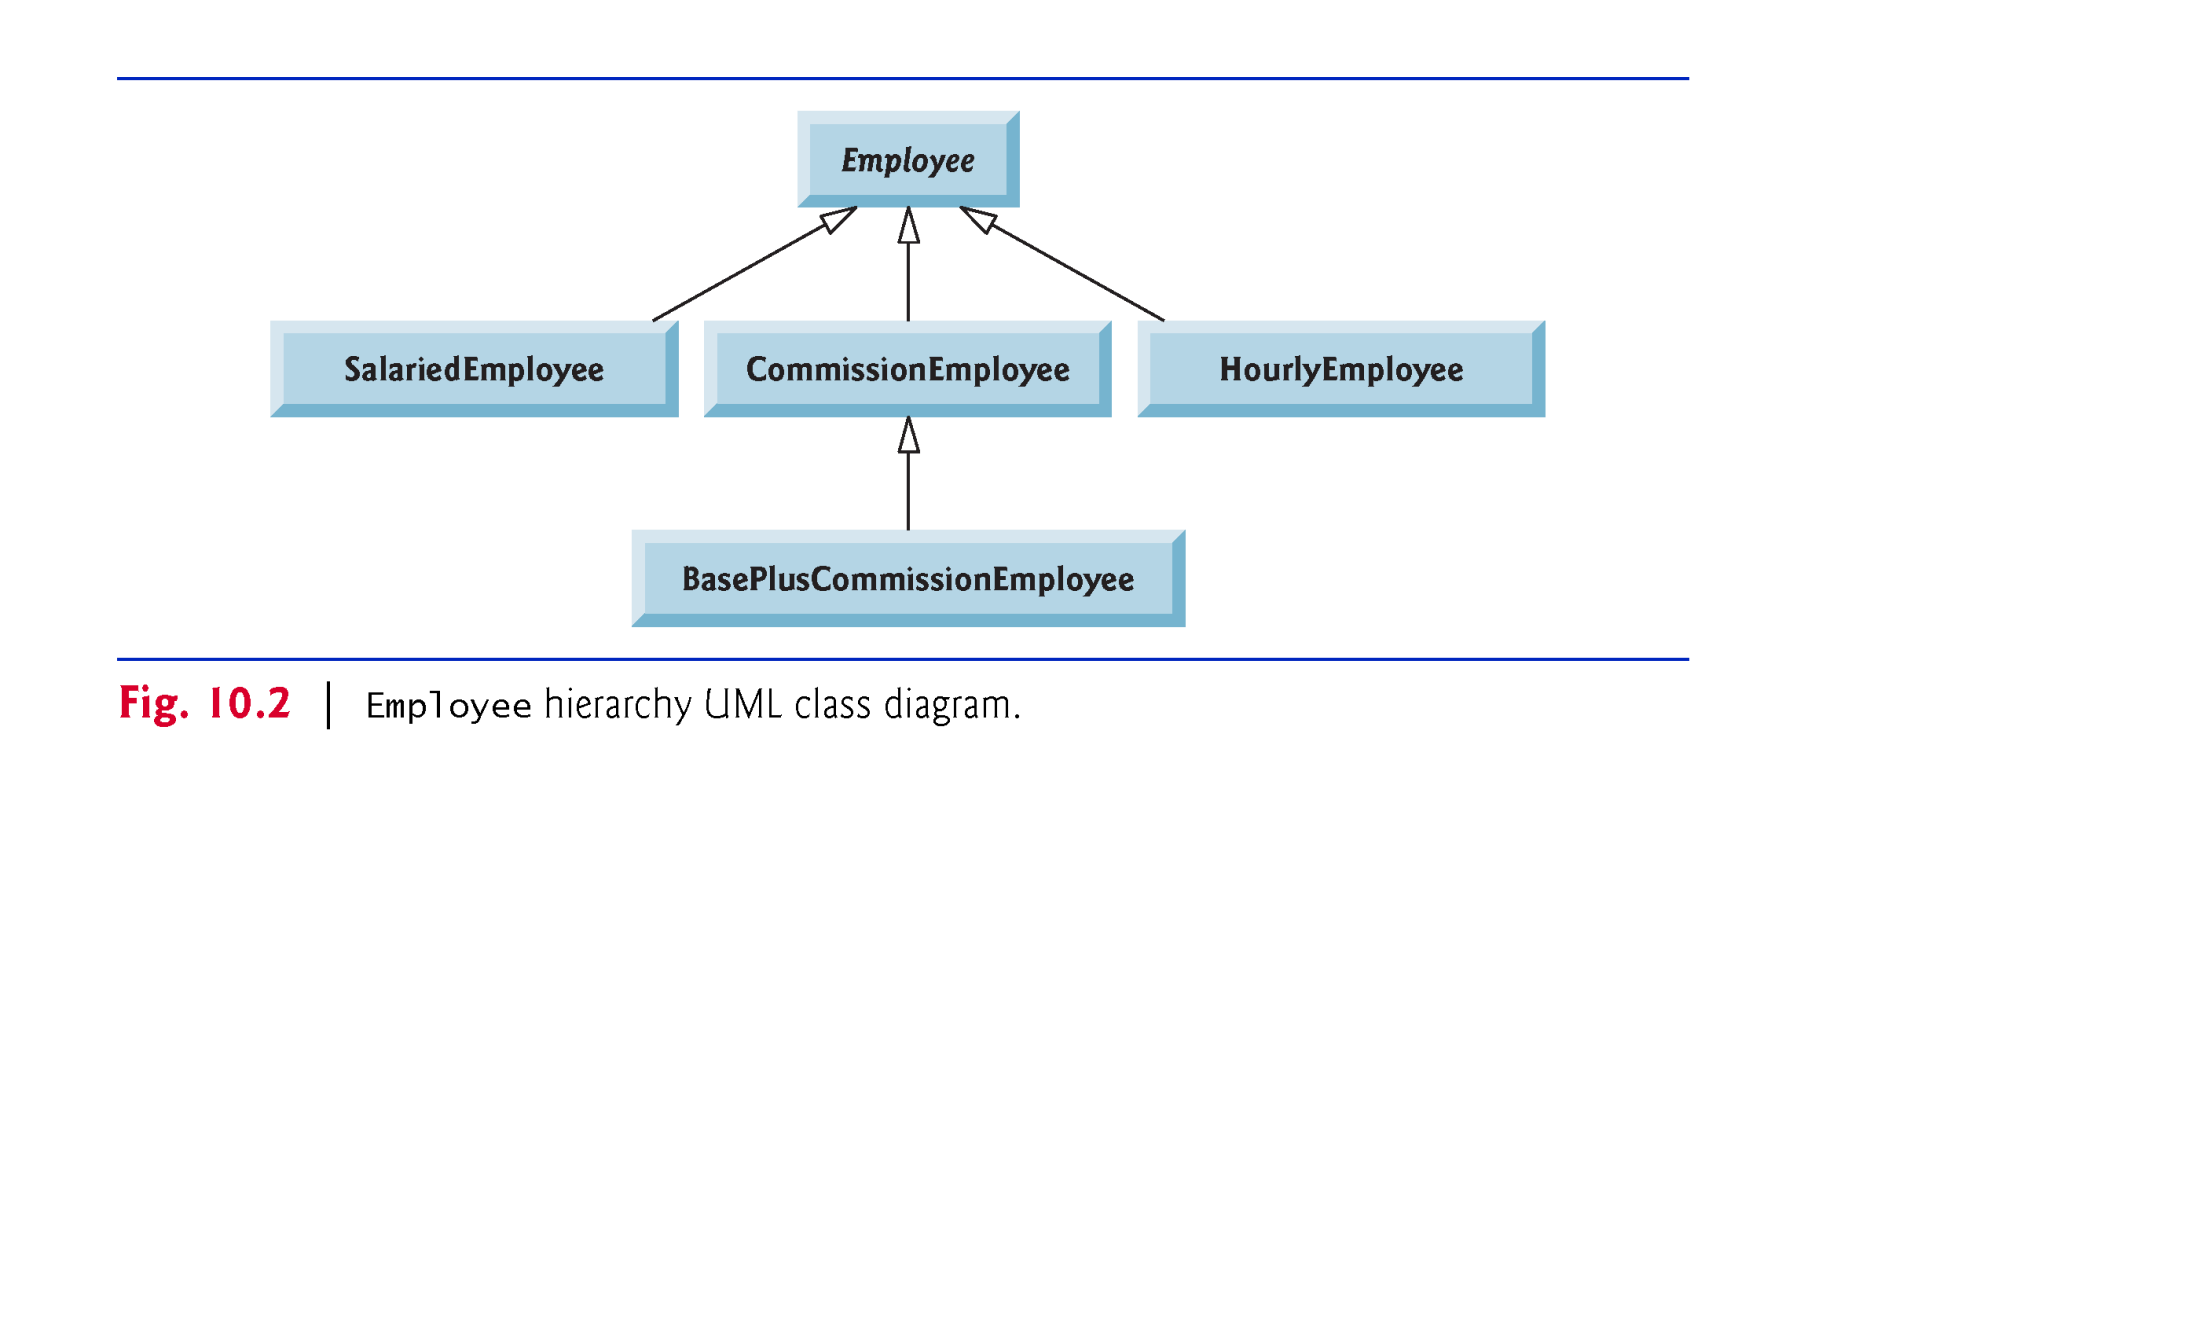 Employee
SalariedEmployee CommissionEmployee HourlyEmployee
BasePlusCommissionEmployee
Fig. 10.2 | Employee hierarchy UML class diagram.